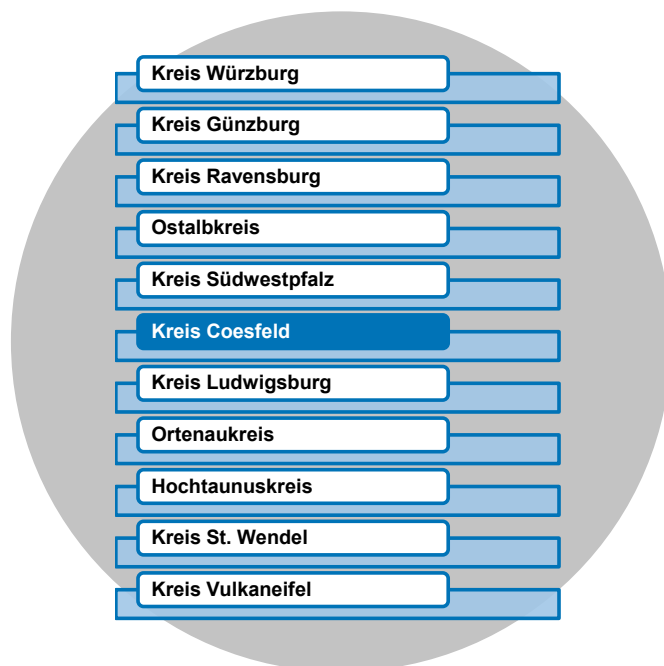 Kreis Würzburg
Kreis Günzburg
Kreis Ravensburg
Ostalbkreis
Kreis Südwestpfalz
Kreis Coesfeld
Kreis Ludwigsburg
Ortenaukreis
Hochtaunuskreis
Kreis St. Wendel
Kreis Vulkaneifel